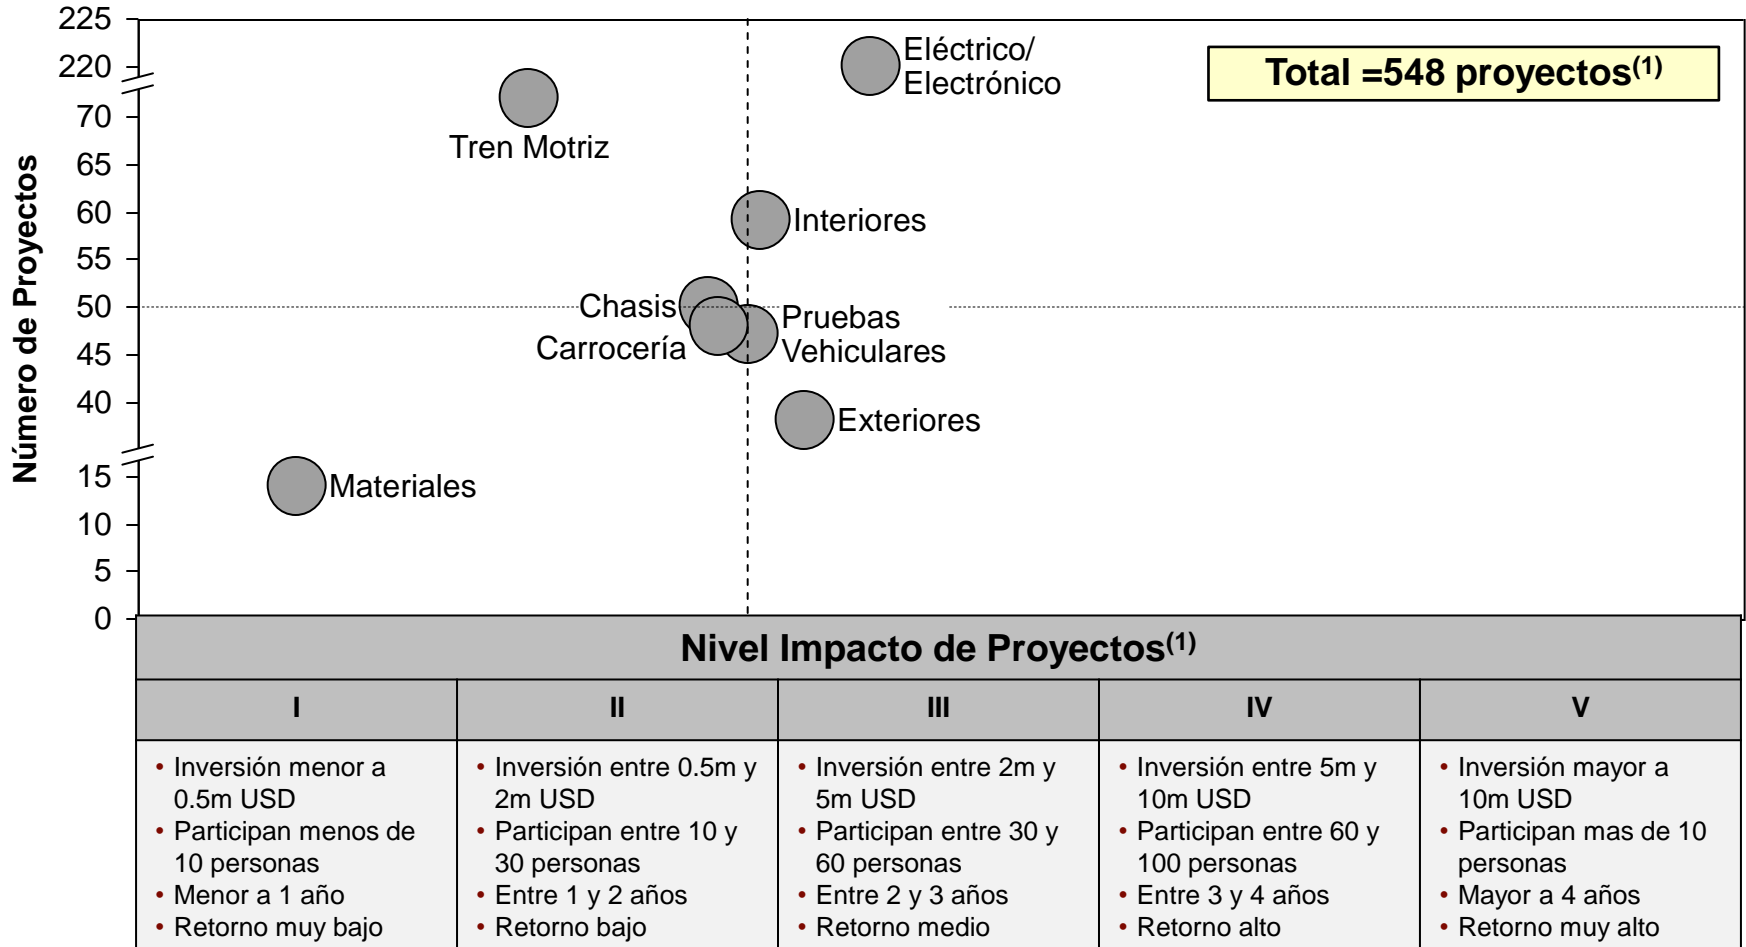 225
220
70
65
60
55
50
45
40
15
10
5
0
Número de Proyectos
Eléctrico/
Electrónico
Total =548 proyectos(1)
Tren Motriz
Interiores
Chasis
Pruebas
Vehiculares
Carrocería
Exteriores
Materiales
Nivel Impacto de Proyectos(1)
I
II
III
IV
V
• Inversión menor a
0.5m USD
• Participan menos de
10 personas
• Menor a 1 año
• Retorno muy bajo
• Inversión entre 0.5m y
2m USD
• Participan entre 10 y
30 personas
• Entre 1 y 2 años
• Retorno bajo
• Inversión entre 2m y
5m USD
• Participan entre 30 y
60 personas
• Entre 2 y 3 años
• Retorno medio
• Inversión entre 5m y
10m USD
• Participan entre 60 y
100 personas
• Entre 3 y 4 años
• Retorno alto
• Inversión mayor a
10m USD
• Participan mas de 10
personas
• Mayor a 4 años
• Retorno muy alto